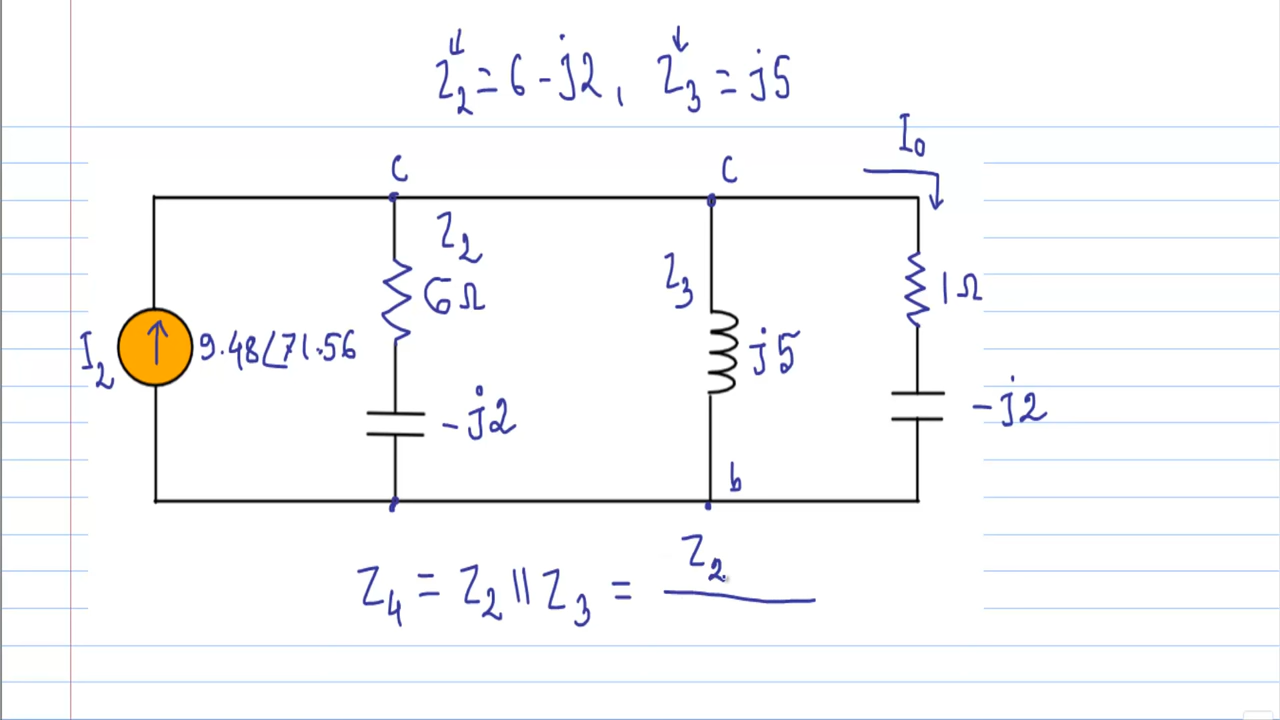 Z2 = 6 - j2, Z3 = j5
I0
C
C
Z2
Z3
6Ω
1Ω
I2
9.48∠71.56
j5
-j2
-j2
b
Z4 = Z2 || Z3 = Z2